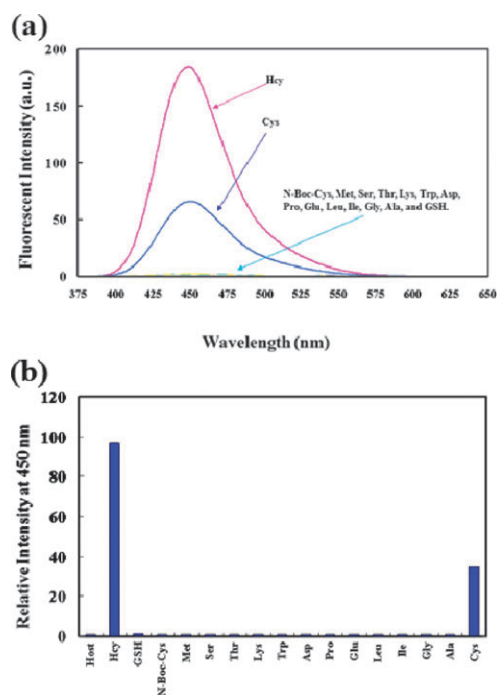 (a)
200
150
100
50
0
Fluorescent Intensity (a.u.)
Hcy
Cys
N-Boc-Cys, Met, Ser, Thr, Lys, Trp, Asp,
Pro, Glu, Leu, Ile, Gly, Ala, and GSH.
375 400 425 450 475 500 525 550 575 600 625 650
Wavelength (nm)
(b)
120
100
80
60
40
20
0
Relative Intensity at 450 nm
Host
Hcy
GSH
N-Boc-Cys
Met
Ser
Thr
Lys
Trp
Asp
Pro
Glu
Leu
Ile
Gly
Ala
Cys